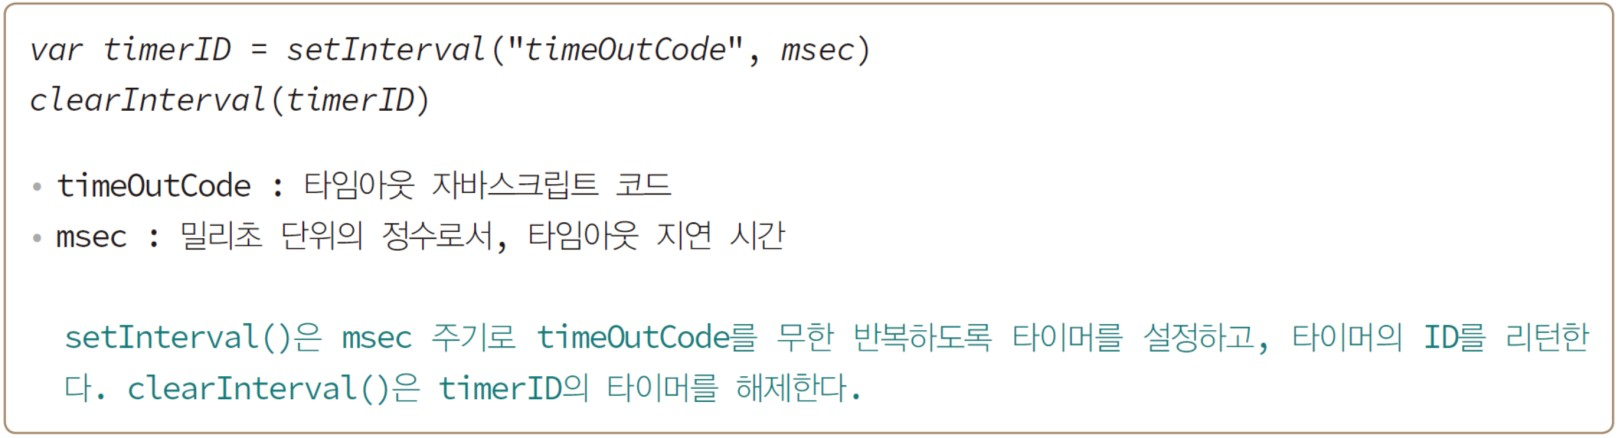 var timerID = setInterval("timeOutCode", msec)
clearInterval(timerID)
• timeOutCode : 타임아웃 자바스크립트 코드
• msec : 밀리초 단위의 정수로서, 타임아웃 지연 시간
setInterval()은 msec 주기로 timeOutCode를 무한 반복하도록 타이머를 설정하고, 타이머의 ID를 리턴한
다. clearInterval()은 timerID의 타이머를 해제한다.